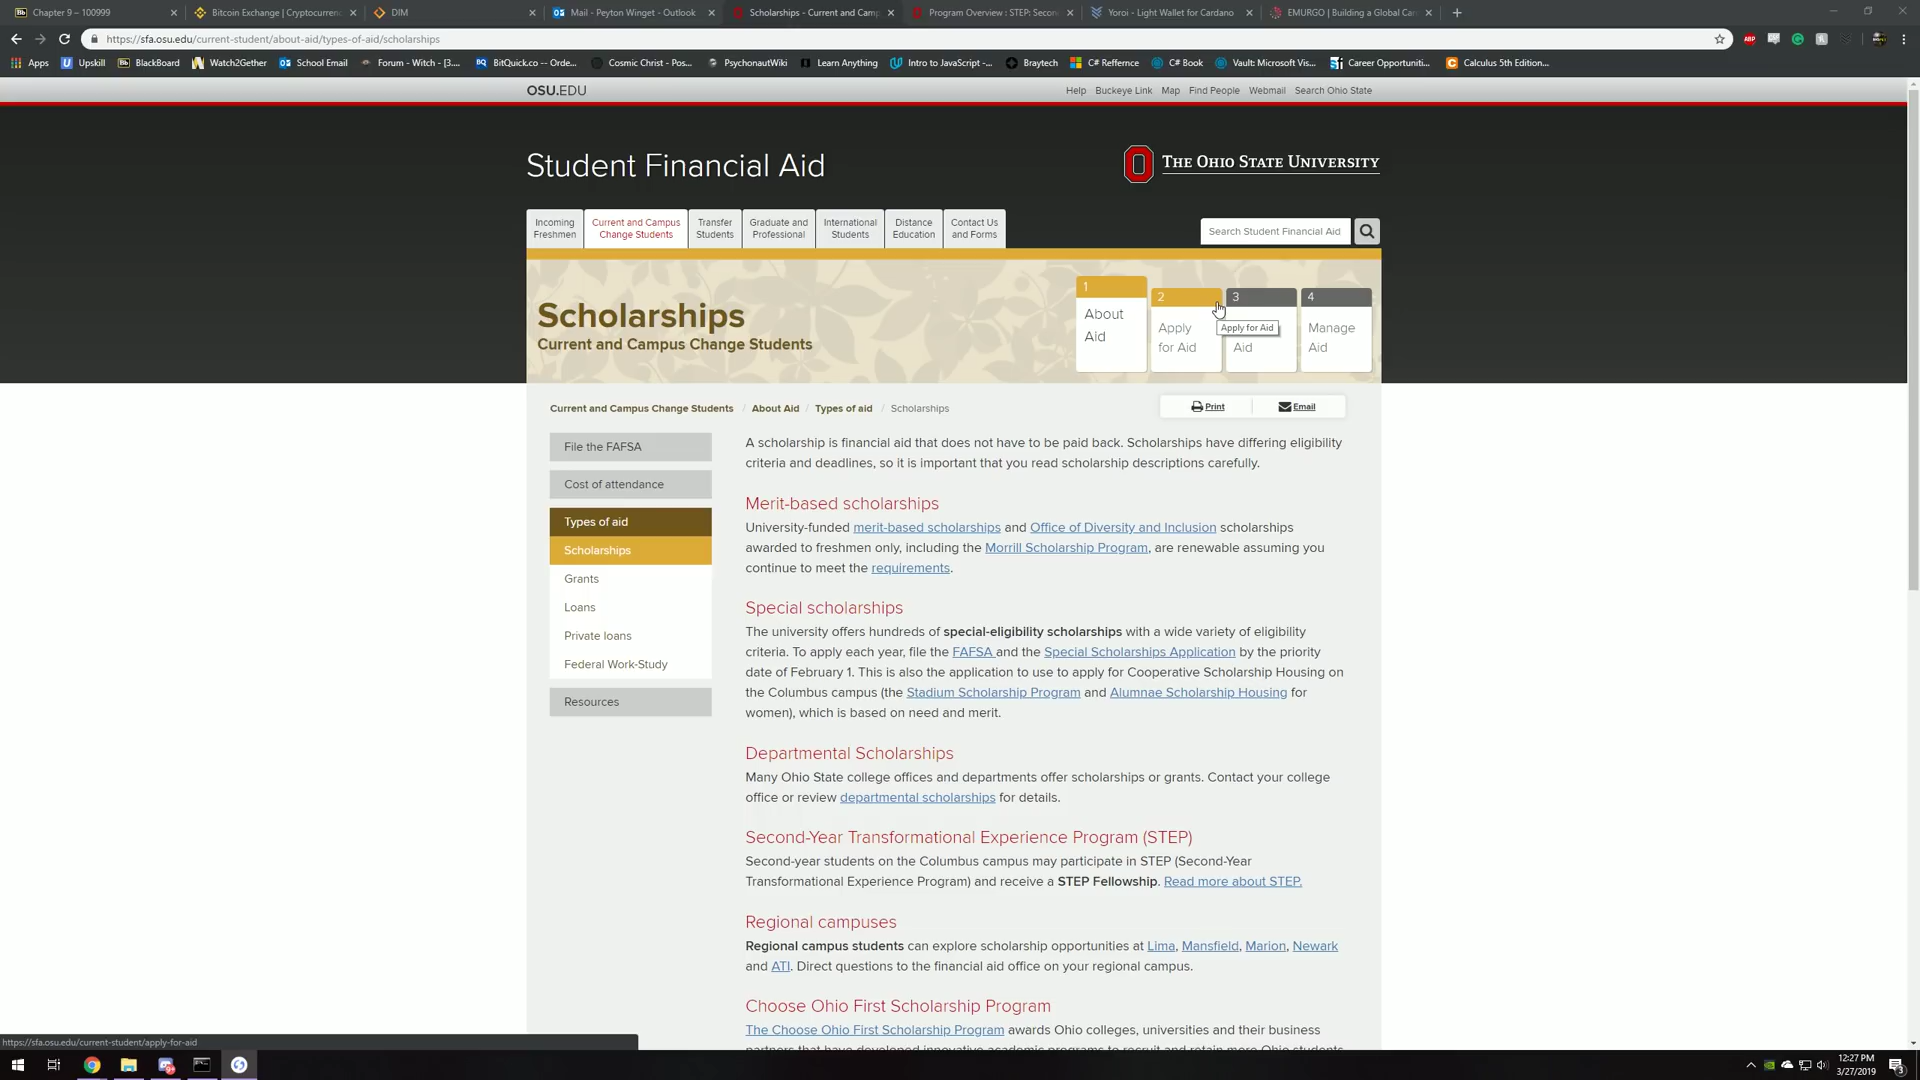 Chapter 9 – 100999
Bitcoin Exchange | Cryptocurrenc
DIM
Mail - Peyton Winget - Outlook
Scholarships - Current and Camp
Program Overview : STEP: Secon
Yoroi - Light Wallet for Cardano
EMURGO | Building a Global Car
https://sfa.osu.edu/current-student/about-aid/types-of-aid/scholarships
Apps
Upskill
BlackBoard
Watch2Gether
School Email
Forum - Witch - [3....
BitQuick.co -- Orde...
Cosmic Christ - Pos...
PsychonautWiki
Learn Anything
Intro to JavaScript -...
Braytech
C# Reffernce
C# Book
Vault: Microsoft Vis...
Career Opportuniti...
Calculus 5th Edition...
OSU.EDU
Help
Buckeye Link
Map
Find People
Webmail
Search Ohio State
Student Financial Aid
THE OHIO STATE UNIVERSITY
Incoming
Freshmen
Current and Campus
Change Students
Transfer
Students
Graduate and
Professional
International
Students
Distance
Education
Contact Us
and Forms
Search Student Financial Aid
Scholarships
Current and Campus Change Students
1
About
Aid
2
Apply
for Aid
3
Aid
Apply for Aid
4
Manage
Aid
Current and Campus Change Students / About Aid / Types of aid / Scholarships
Print
Email
File the FAFSA
Cost of attendance
Types of aid
Scholarships
Grants
Loans
Private loans
Federal Work-Study
Resources
A scholarship is financial aid that does not have to be paid back. Scholarships have differing eligibility
criteria and deadlines, so it is important that you read scholarship descriptions carefully.
Merit-based scholarships
University-funded merit-based scholarships and Office of Diversity and Inclusion scholarships
awarded to freshmen only, including the Morrill Scholarship Program, are renewable assuming you
continue to meet the requirements.
Special scholarships
The university offers hundreds of special-eligibility scholarships with a wide variety of eligibility
criteria. To apply each year, file the FAFSA and the Special Scholarships Application by the priority
date of February 1. This is also the application to use to apply for Cooperative Scholarship Housing on
the Columbus campus (the Stadium Scholarship Program and Alumnae Scholarship Housing for
women), which is based on need and merit.
Departmental Scholarships
Many Ohio State college offices and departments offer scholarships or grants. Contact your college
office or review departmental scholarships for details.
Second-Year Transformational Experience Program (STEP)
Second-year students on the Columbus campus may participate in STEP (Second-Year
Transformational Experience Program) and receive a STEP Fellowship. Read more about STEP.
Regional campuses
Regional campus students can explore scholarship opportunities at Lima, Mansfield, Marion, Newark
and ATI. Direct questions to the financial aid office on your regional campus.
Choose Ohio First Scholarship Program
The Choose Ohio First Scholarship Program awards Ohio colleges, universities and their business
partners that have developed innovative academic programs to recruit and retain more Ohio students
https://sfa.osu.edu/current-student/apply-for-aid
12:27 PM
3/27/2019